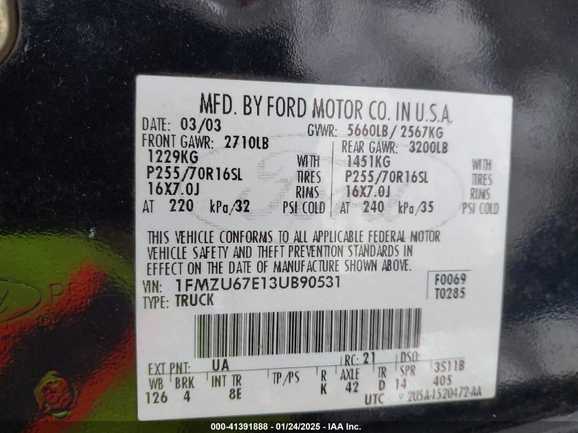 MFD. BY FORD MOTOR CO. IN U.S.A.
DATE: 03/03 GVWR: 5660LB / 2567KG
FRONT GAWR: 2710LB REAR GAWR: 3200LB
1229KG WITH 1451KG WITH
P255/70R16SL TIRES P255/70R16SL TIRES
16X7.0J RIMS 16X7.0J RIMS
AT 220 kPa/32 PSI COLD AT 240 kPa/35 PSI COLD
THIS VEHICLE CONFORMS TO ALL APPLICABLE FEDERAL MOTOR
VEHICLE SAFETY AND THEFT PREVENTION STANDARDS IN
EFFECT ON THE DATE OF MANUFACTURE SHOWN ABOVE.
VIN: 1FMZU67E13UB90531 F0069
TYPE: TRUCK T0285
EXT PNT: UA RC: 21 DSO:
WB BRK INT TR TP/PS R AXLE TR SPR 3S11B
126 4 8E K 42 D 14 405
UTC 2U5A-1520472-AA
000-41391888 - 01/24/2025 - IAA Inc.